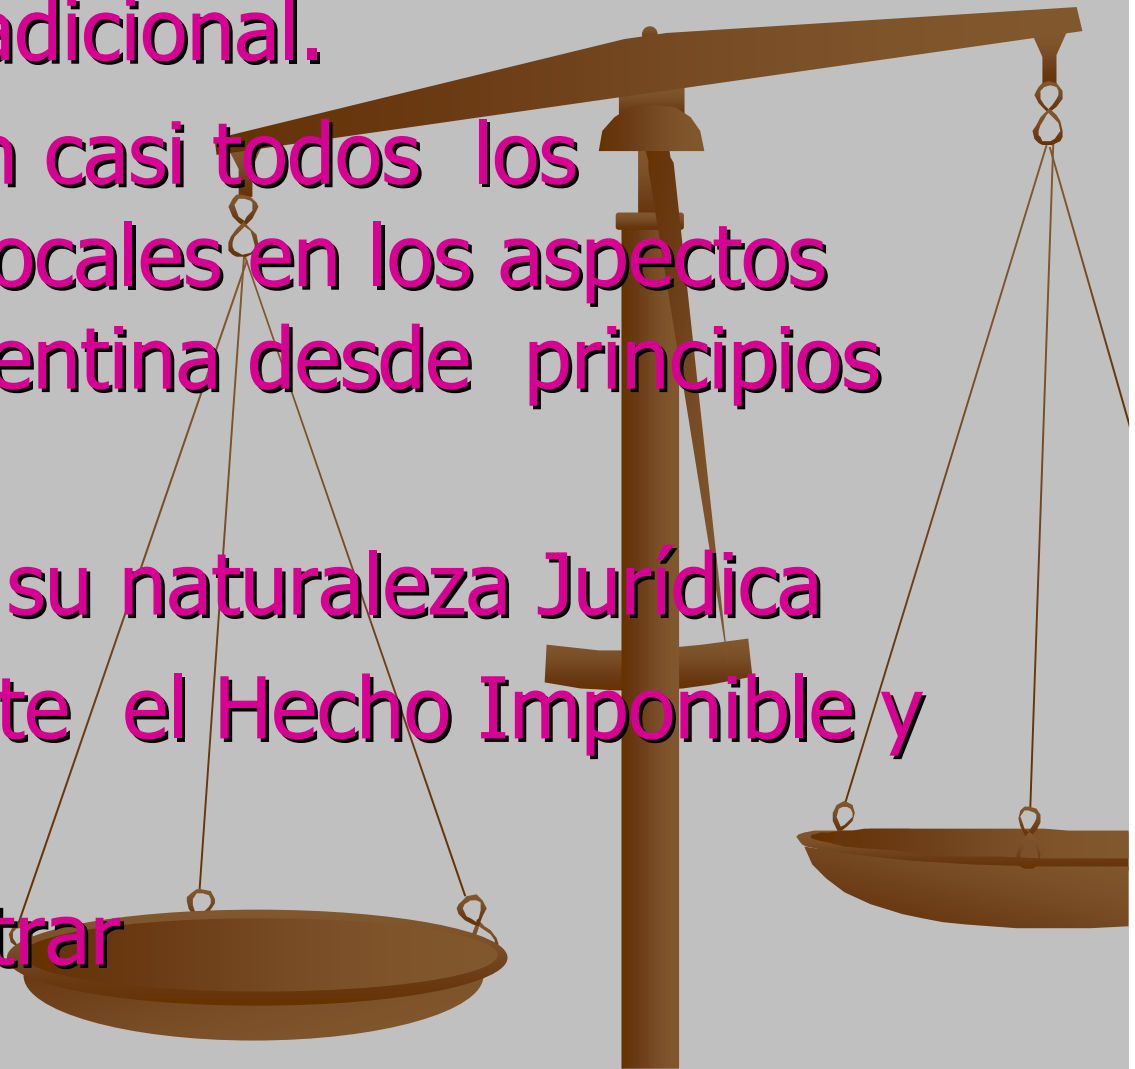 adicional.
n casi todos los
ocales en los aspectos
entina desde principios
su naturaleza Jurídica
te el Hecho Imponible y
trar